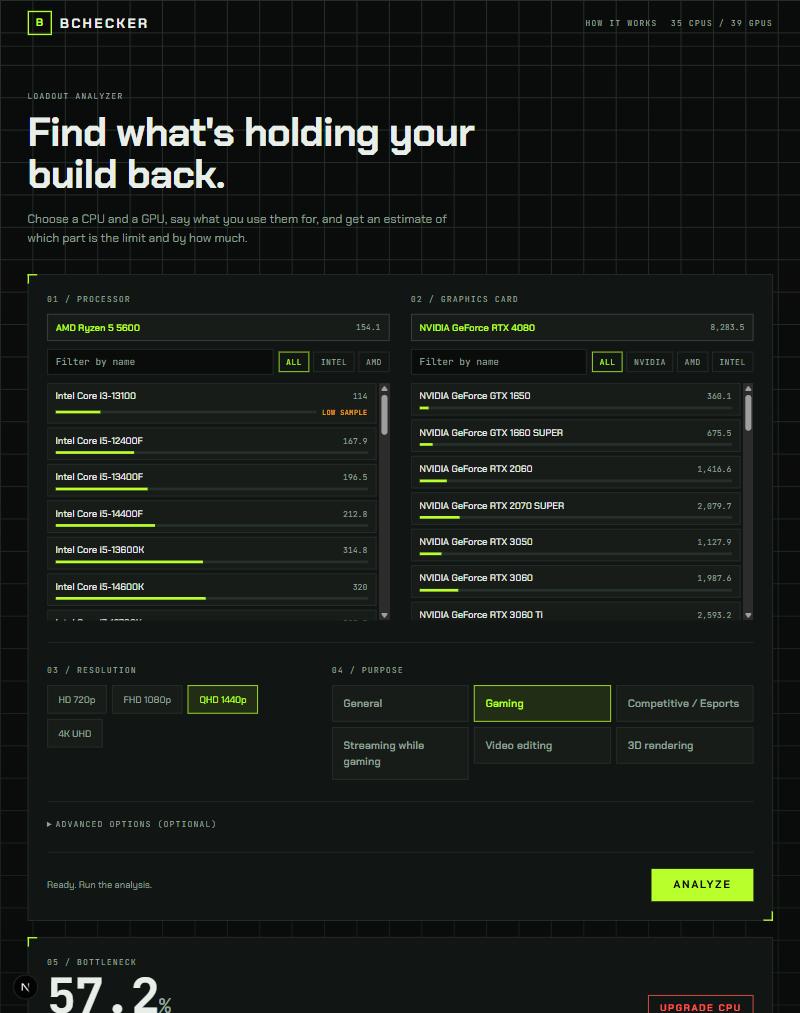 B BCHECKER
HOW IT WORKS 35 CPUS / 39 GPUS
LOADOUT ANALYZER
Find what's holding your
build back.
Choose a CPU and a GPU, say what you use them for, and get an estimate of
which part is the limit and by how much.
01 / PROCESSOR
AMD Ryzen 5 5600 154.1
Filter by name ALL INTEL AMD
Intel Core i3-13100 114
LOW SAMPLE
Intel Core i5-12400F 167.9
Intel Core i5-13400F 196.5
Intel Core i5-14400F 212.8
Intel Core i5-13600K 314.8
Intel Core i5-14600K 320
02 / GRAPHICS CARD
NVIDIA GeForce RTX 4080 8,283.5
Filter by name ALL NVIDIA AMD INTEL
NVIDIA GeForce GTX 1650 360.1
NVIDIA GeForce GTX 1660 SUPER 675.5
NVIDIA GeForce RTX 2060 1,416.6
NVIDIA GeForce RTX 2070 SUPER 2,079.7
NVIDIA GeForce RTX 3050 1,127.9
NVIDIA GeForce RTX 3060 1,987.6
NVIDIA GeForce RTX 3060 Ti 2,593.2
03 / RESOLUTION
HD 720p FHD 1080p QHD 1440p
4K UHD
04 / PURPOSE
General Gaming Competitive / Esports
Streaming while
gaming
Video editing 3D rendering
▶ ADVANCED OPTIONS (OPTIONAL)
Ready. Run the analysis.
ANALYZE
05 / BOTTLENECK
57.2%
UPGRADE CPU
N